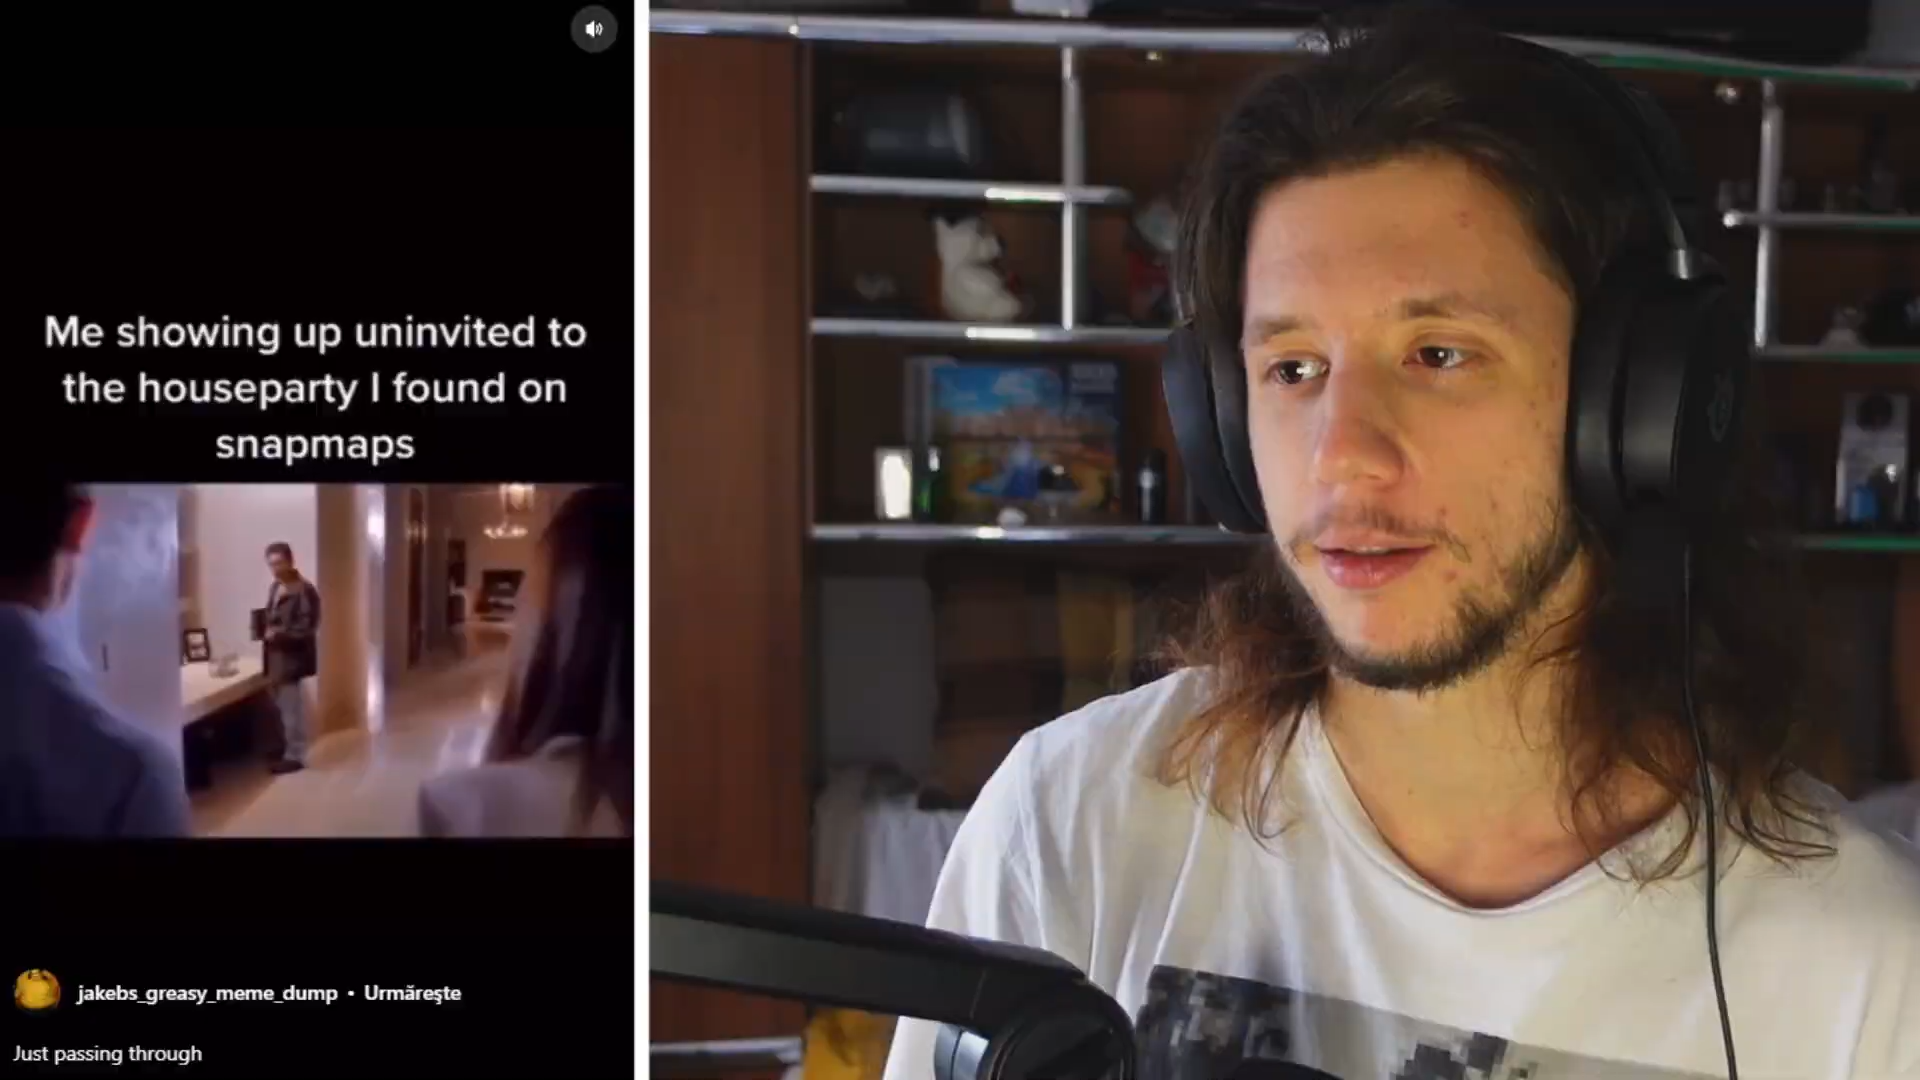 Me showing up uninvited to
the houseparty I found on
snapmaps
jakebs_greasy_meme_dump • Urmărește
Just passing through